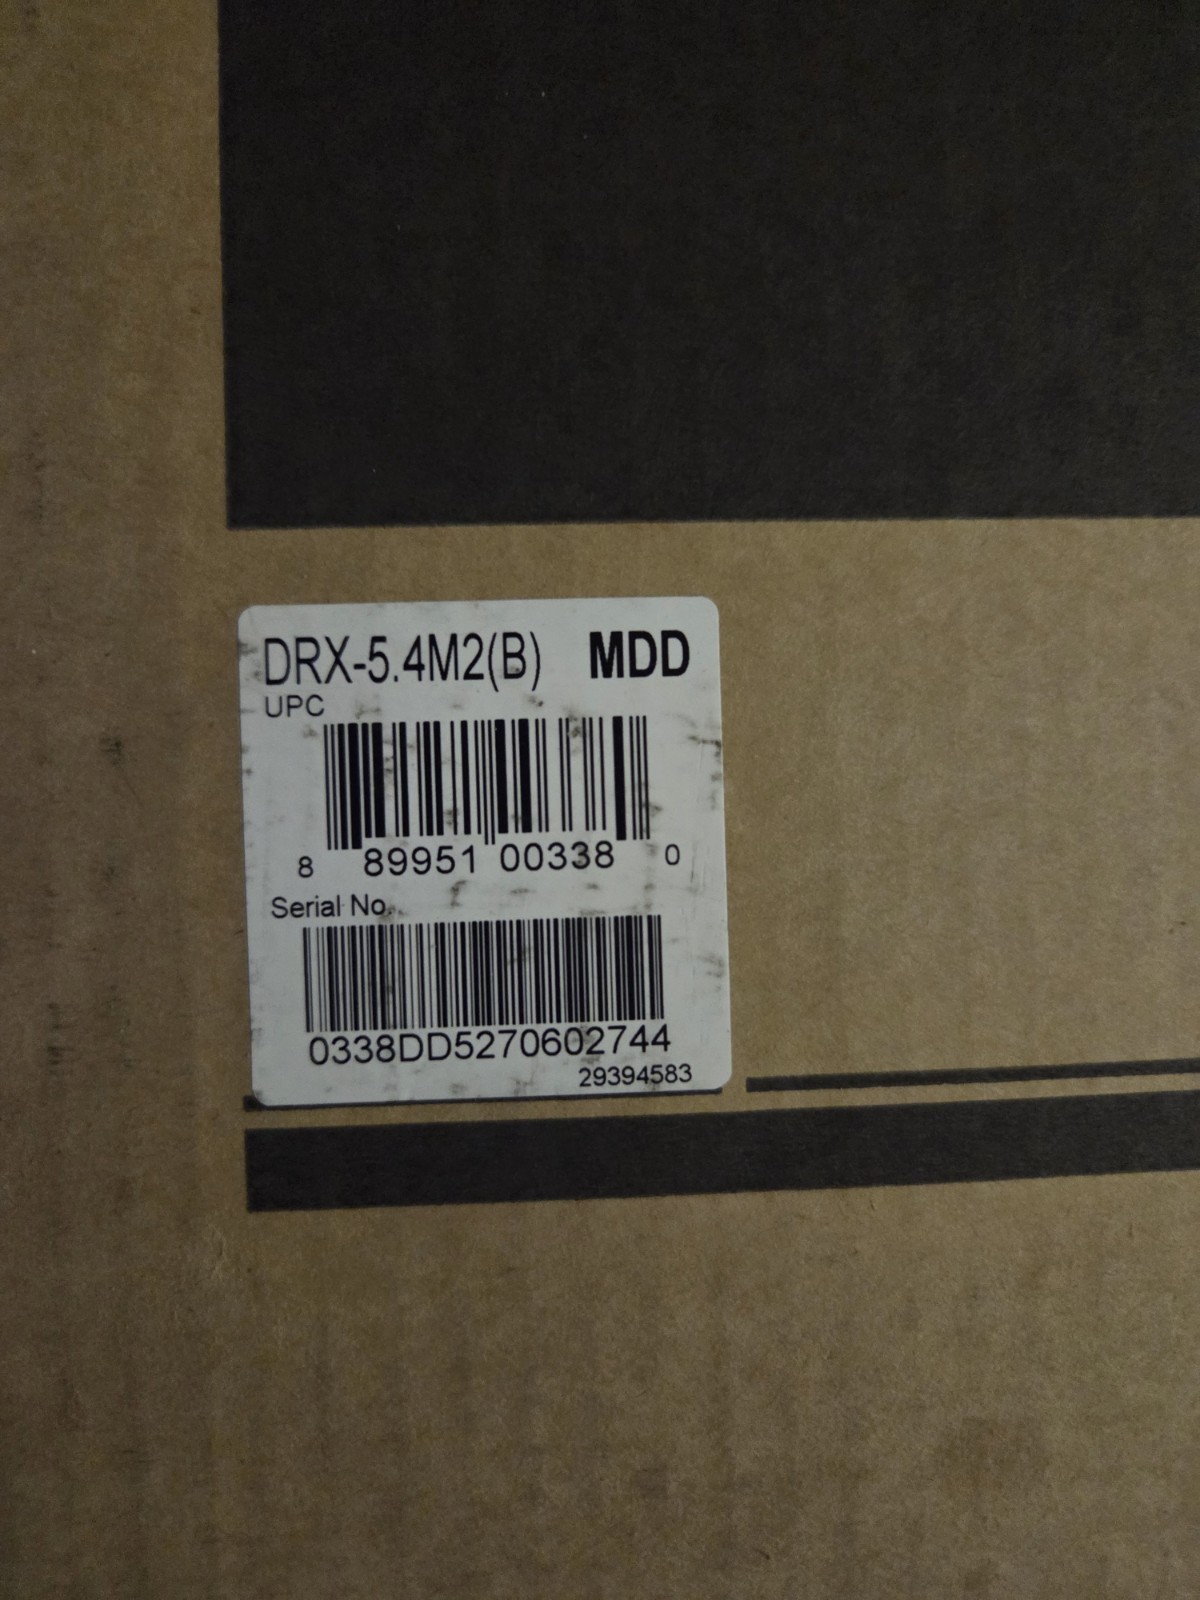 DRX-5.4M2(B) MDD
UPC
8 89951 00338 0
Serial No.
0338DD5270602744
29394583